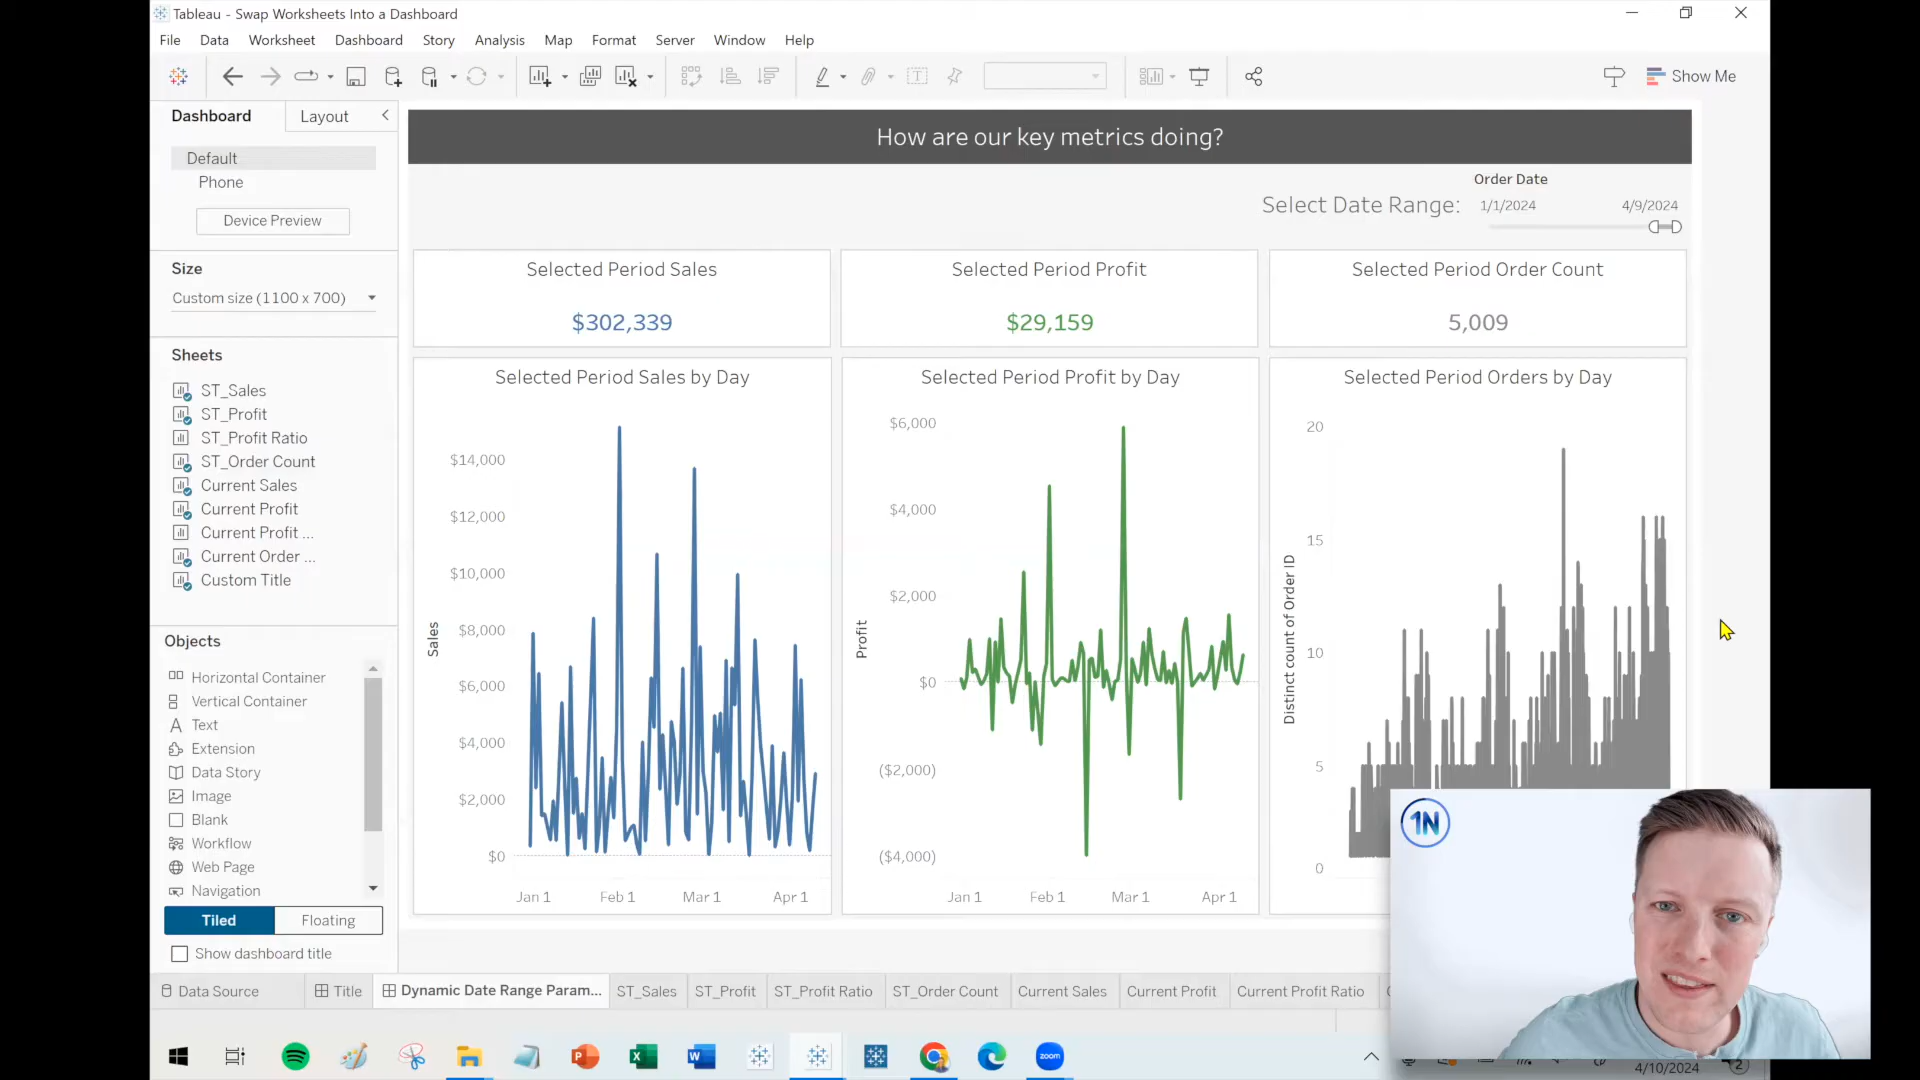 Tableau - Swap Worksheets Into a Dashboard
File Data Worksheet Dashboard Story Analysis Map Format Server Window Help
Show Me
Dashboard Layout
Default
Phone
Device Preview
Size
Custom size (1100 x 700)
Sheets
ST_Sales
ST_Profit
ST_Profit Ratio
ST_Order Count
Current Sales
Current Profit
Current Profit ...
Current Order ...
Custom Title
Objects
Horizontal Container
Vertical Container
Text
Extension
Data Story
Image
Blank
Workflow
Web Page
Navigation
Tiled Floating
Show dashboard title
How are our key metrics doing?
Order Date
Select Date Range: 1/1/2024 4/9/2024
Selected Period Sales
$302,339
Selected Period Profit
$29,159
Selected Period Order Count
5,009
Selected Period Sales by Day
$14,000
$12,000
$10,000
$8,000
$6,000
$4,000
$2,000
$0
Sales
Jan 1 Feb 1 Mar 1 Apr 1
Selected Period Profit by Day
$6,000
$4,000
$2,000
$0
($2,000)
($4,000)
Profit
Jan 1 Feb 1 Mar 1 Apr 1
Selected Period Orders by Day
20
15
10
5
0
Distinct count of Order ID
1N
Data Source Title Dynamic Date Range Param... ST_Sales ST_Profit ST_Profit Ratio ST_Order Count Current Sales Current Profit Current Profit Ratio
zoom
4/10/2024
2